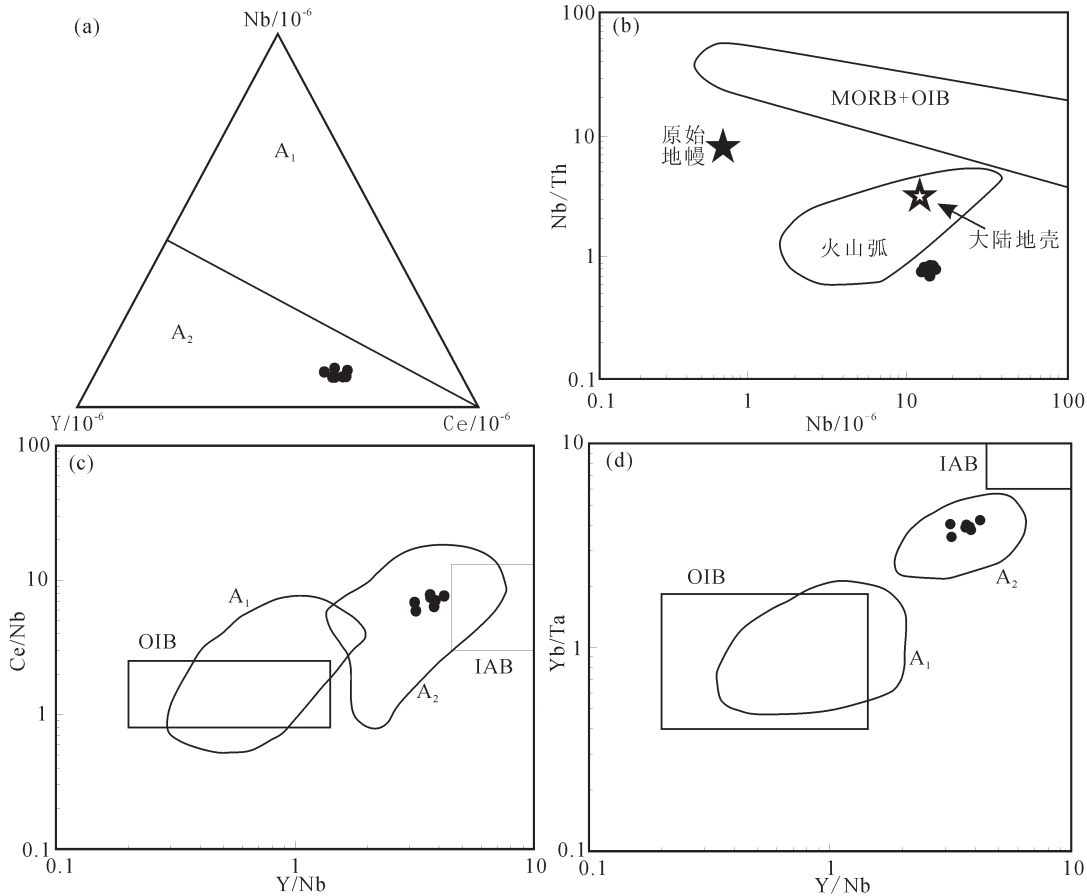 (a)
Nb/10⁻⁶
A₁
A₂
Y/10⁻⁶
Ce/10⁻⁶
(b)
100
10
1
0.1
Nb/Th
MORB+OIB
原始
地幔
火山弧
大陆地壳
0.1
1
10
100
Nb/10⁻⁶
(c)
100
10
1
0.1
Ce/Nb
A₁
OIB
IAB
A₂
0.1
1
10
Y/Nb
(d)
10
1
0.1
Yb/Ta
IAB
OIB
A₂
A₁
0.1
1
10
Y/Nb